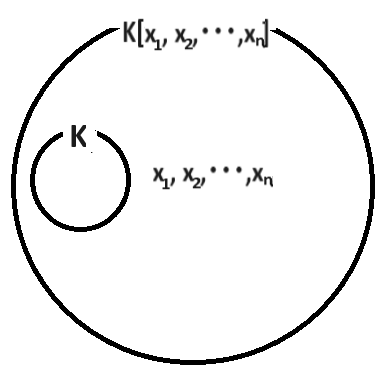 K[x₁, x₂,···,xₙ]
K
x₁, x₂,···,xₙ